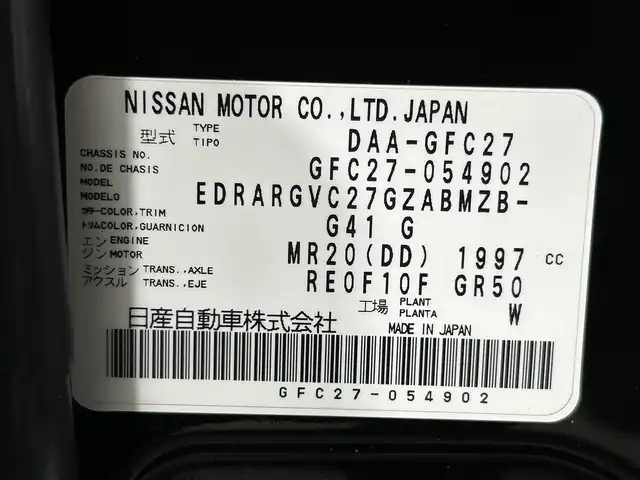 NISSAN MOTOR CO.,LTD.JAPAN
型式 TYPE TIPO DAA-GFC27
CHASSIS NO.
NO.DE CHASIS GFC27-054902
MODEL
MODELO EDRARGVC27GZABMZB-
カラー COLOR,TRIM
トリム COLOR,GUARNICION G41 G
エンジン ENGINE MOTOR MR20(DD) 1997 cc
ミッション TRANS.,AXLE
アクスル TRANS.,EJE RE0F10F GR50
工場 PLANT PLANTA W
日産自動車株式会社 MADE IN JAPAN
GFC27-054902